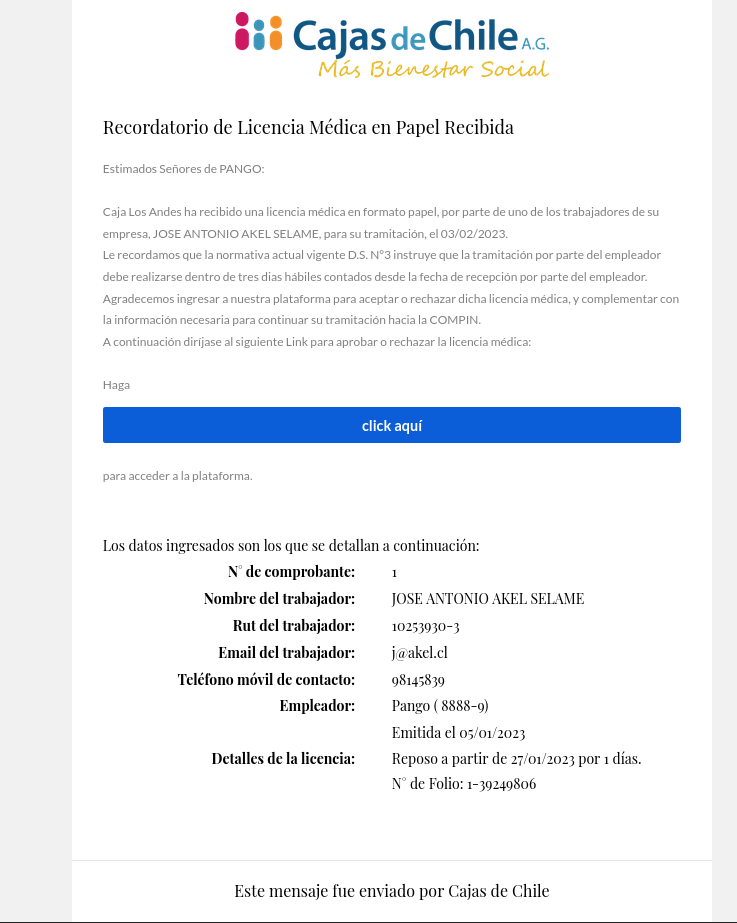 Cajas de Chile A.G.
Más Bienestar Social
Recordatorio de Licencia Médica en Papel Recibida
Estimados Señores de PANGO:
Caja Los Andes ha recibido una licencia médica en formato papel, por parte de uno de los trabajadores de su
empresa, JOSE ANTONIO AKEL SELAME, para su tramitación, el 03/02/2023.
Le recordamos que la normativa actual vigente D.S. N°3 instruye que la tramitación por parte del empleador
debe realizarse dentro de tres dias hábiles contados desde la fecha de recepción por parte del empleador.
Agradecemos ingresar a nuestra plataforma para aceptar o rechazar dicha licencia médica, y complementar con
la información necesaria para continuar su tramitación hacia la COMPIN.
A continuación diríjase al siguiente Link para aprobar o rechazar la licencia médica:
Haga
click aquí
para acceder a la plataforma.
Los datos ingresados son los que se detallan a continuación:
N° de comprobante: 1
Nombre del trabajador: JOSE ANTONIO AKEL SELAME
Rut del trabajador: 10253930-3
Email del trabajador: j@akel.cl
Teléfono móvil de contacto: 98145839
Empleador: Pango ( 8888-9)
Emitida el 05/01/2023
Detalles de la licencia: Reposo a partir de 27/01/2023 por 1 días.
N° de Folio: 1-39249806
Este mensaje fue enviado por Cajas de Chile